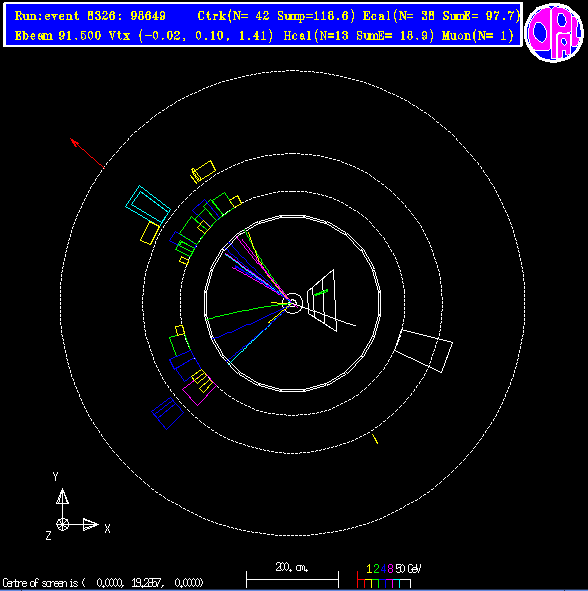 Run:event 8326: 98649 Ctrk(N= 42 Sump=118.6) Ecal(N= 38 SumE= 97.7)
Ebeam 91.500 Vtx (-0.02, 0.10, 1.41) Hcal(N=13 SumE= 18.9) Muon(N= 1)
OPAL
Y
X
Z
200. cm.
1 2 4 8 50 GeV
Centre of screen is ( 0.0000, 19.2857, 0.0000)